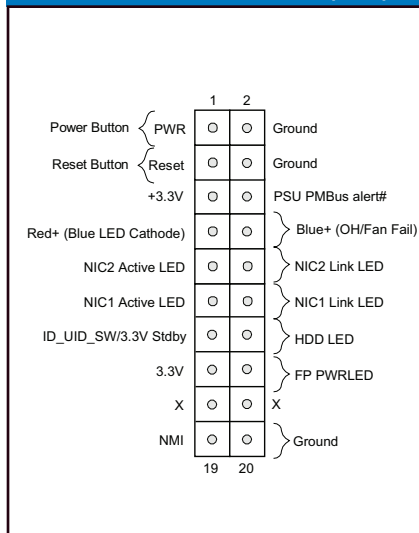 1 2
Power Button PWR Ground
Reset Button Reset Ground
+3.3V PSU PMBus alert#
Red+ (Blue LED Cathode) Blue+ (OH/Fan Fail)
NIC2 Active LED NIC2 Link LED
NIC1 Active LED NIC1 Link LED
ID_UID_SW/3.3V Stdby HDD LED
3.3V FP PWRLED
X X
NMI Ground
19 20